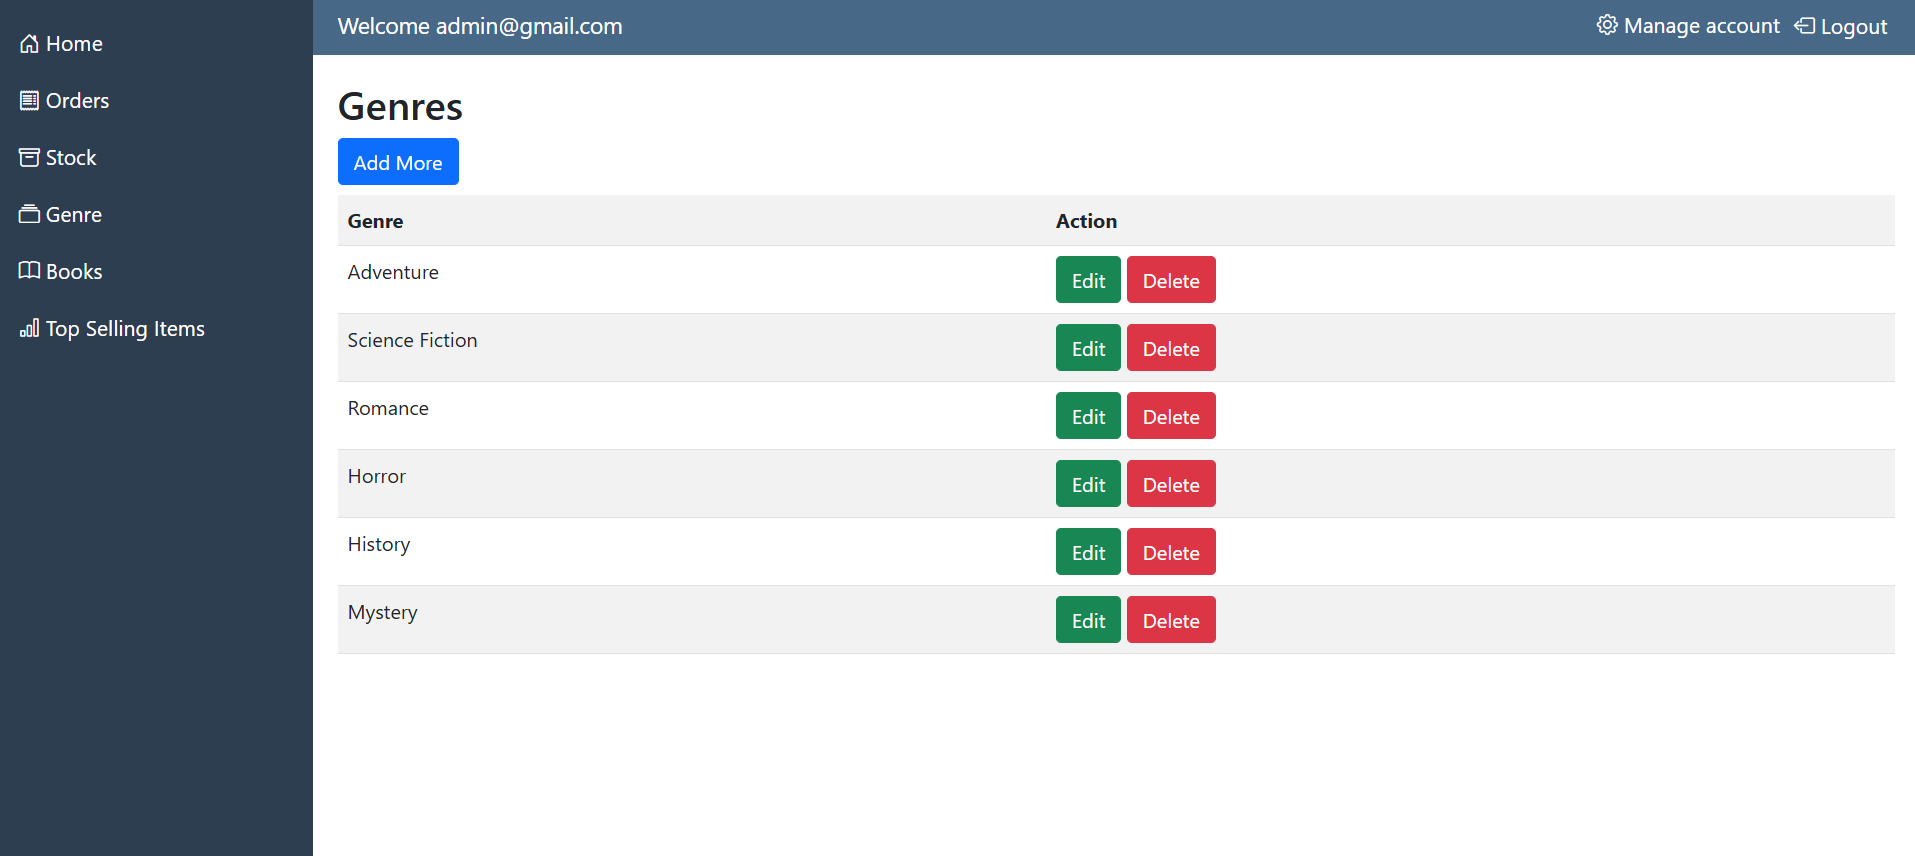 Home
Orders
Stock
Genre
Books
Top Selling Items
Welcome admin@gmail.com
Manage account Logout
Genres
Add More
Genre Action
Adventure Edit Delete
Science Fiction Edit Delete
Romance Edit Delete
Horror Edit Delete
History Edit Delete
Mystery Edit Delete